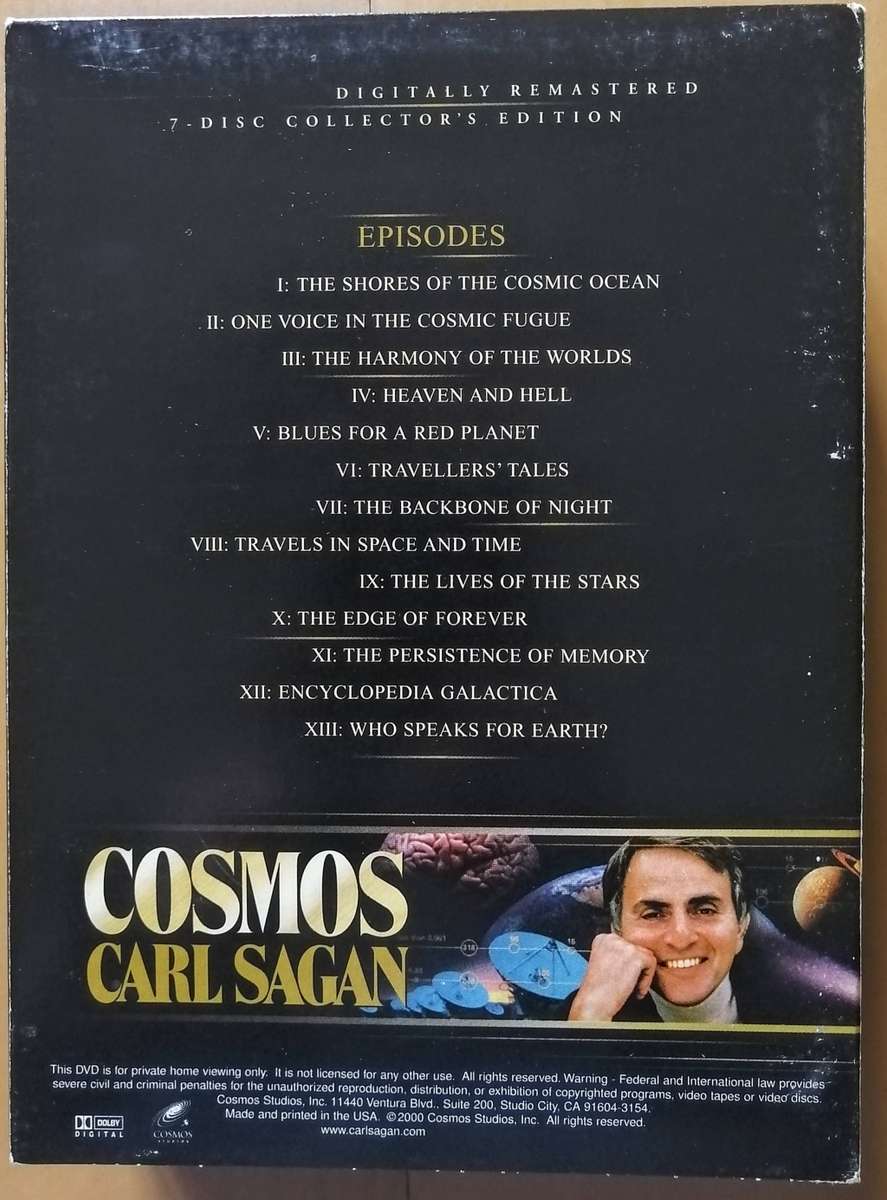 DIGITALLY REMASTERED
7-DISC COLLECTOR'S EDITION
EPISODES
I: THE SHORES OF THE COSMIC OCEAN
II: ONE VOICE IN THE COSMIC FUGUE
III: THE HARMONY OF THE WORLDS
IV: HEAVEN AND HELL
V: BLUES FOR A RED PLANET
VI: TRAVELLERS' TALES
VII: THE BACKBONE OF NIGHT
VIII: TRAVELS IN SPACE AND TIME
IX: THE LIVES OF THE STARS
X: THE EDGE OF FOREVER
XI: THE PERSISTENCE OF MEMORY
XII: ENCYCLOPEDIA GALACTICA
XIII: WHO SPEAKS FOR EARTH?
COSMOS
CARL SAGAN
This DVD is for private home viewing only. It is not licensed for any other use. All rights reserved. Warning - Federal and International law provides
severe civil and criminal penalties for the unauthorized reproduction, distribution, or exhibition of copyrighted programs, video tapes or video discs.
Cosmos Studios, Inc. 11440 Ventura Blvd.. Suite 200, Studio City, CA 91604-3154.
Made and printed in the USA. ©2000 Cosmos Studios, Inc. All rights reserved.
www.carlsagan.com
DOLBY
DIGITAL
COSMOS
STUDIOS